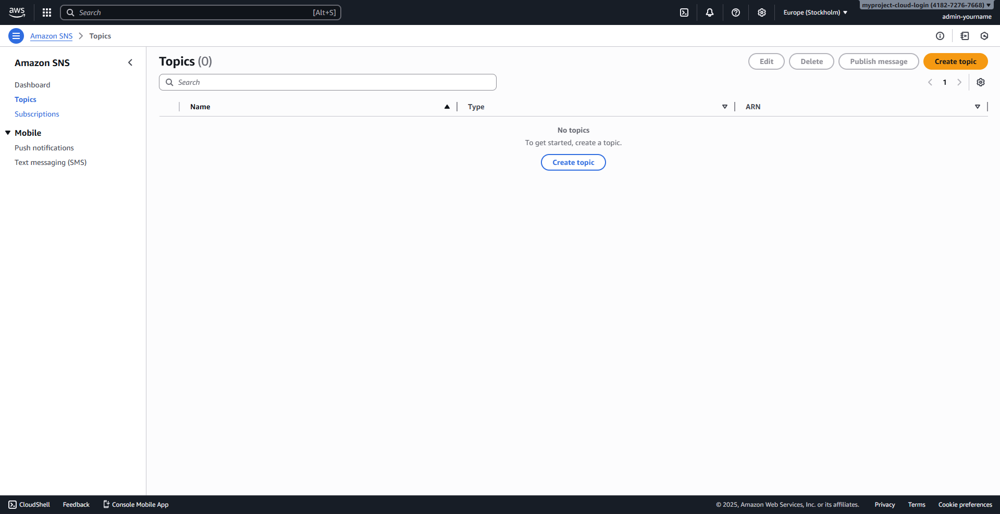 aws
Search [Alt+S]
Europe (Stockholm)
myproject-cloud-login (4182-7276-7668)
admin-yourname
Amazon SNS Topics
Amazon SNS
Dashboard
Topics
Subscriptions
Mobile
Push notifications
Text messaging (SMS)
Topics (0)
Edit Delete Publish message Create topic
Search
1
Name Type ARN
No topics
To get started, create a topic.
Create topic
CloudShell Feedback Console Mobile App
© 2025, Amazon Web Services, Inc. or its affiliates. Privacy Terms Cookie preferences